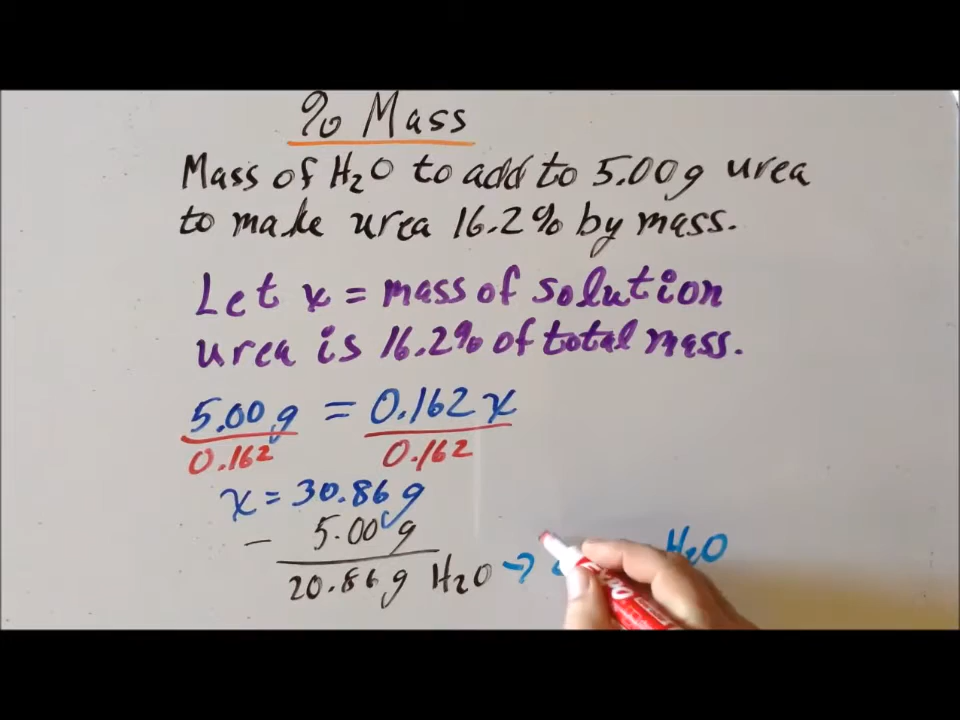 % Mass
Mass of H₂O to add to 5.00g urea
to make urea 16.2% by mass.
Let x = mass of solution
urea is 16.2% of total mass.
5.00g = 0.162x
0.162 0.162
x = 30.86g
- 5.00g
20.86g H₂O → H₂O